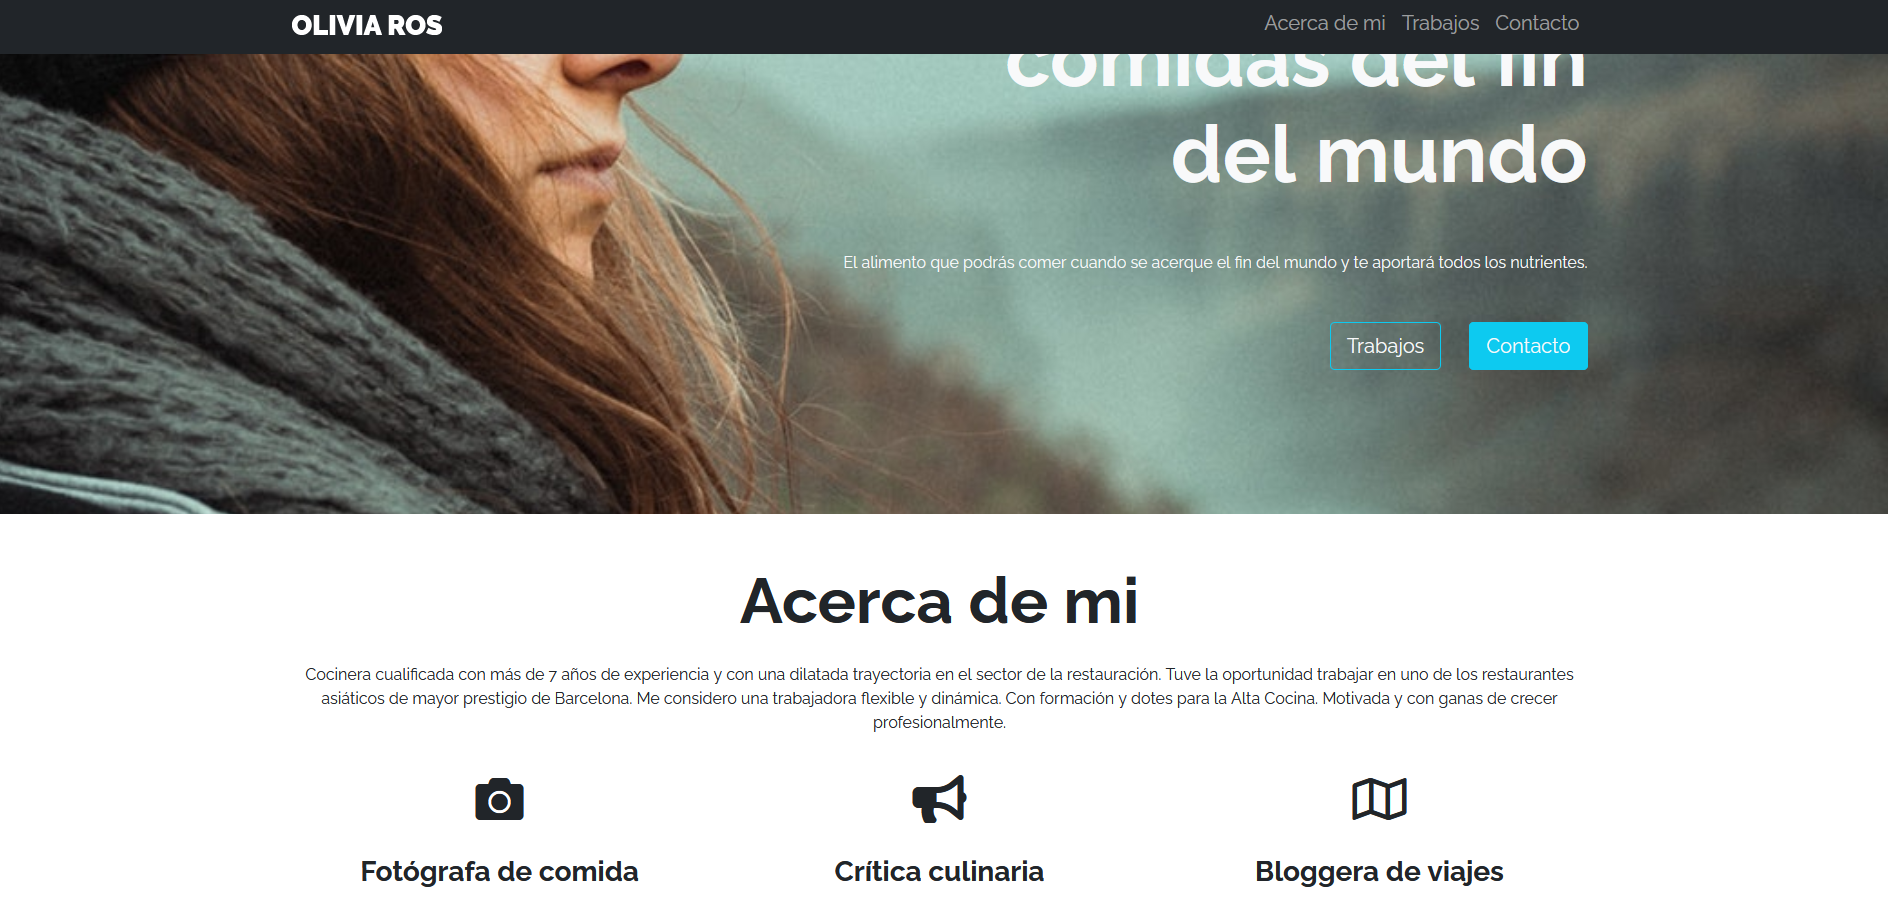 OLIVIA ROS
Acerca de mi Trabajos Contacto
comidas del fin
del mundo
El alimento que podrás comer cuando se acerque el fin del mundo y te aportará todos los nutrientes.
Trabajos Contacto
Acerca de mi
Cocinera cualificada con más de 7 años de experiencia y con una dilatada trayectoria en el sector de la restauración. Tuve la oportunidad trabajar en uno de los restaurantes
asiáticos de mayor prestigio de Barcelona. Me considero una trabajadora flexible y dinámica. Con formación y dotes para la Alta Cocina. Motivada y con ganas de crecer
profesionalmente.
Fotógrafa de comida
Crítica culinaria
Bloggera de viajes